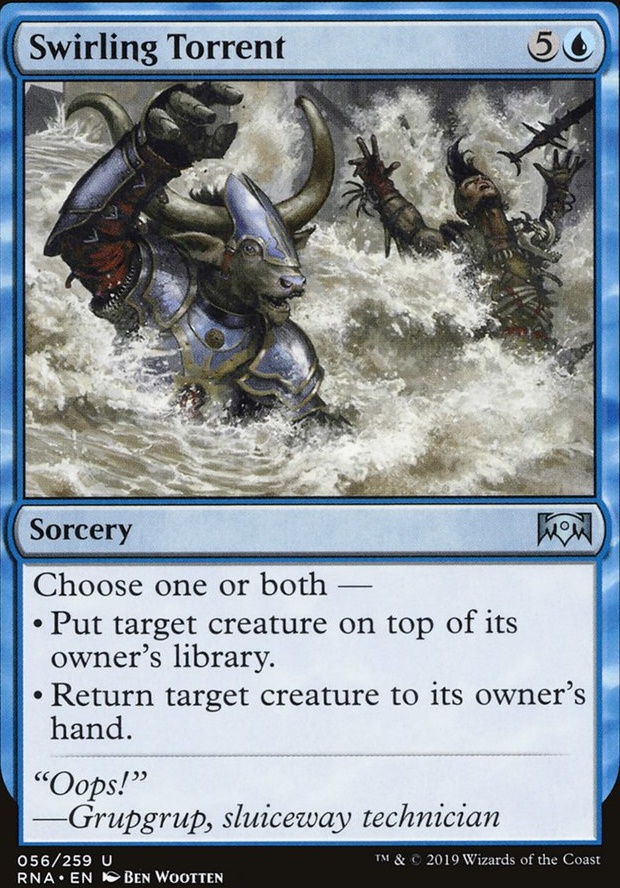 Swirling Torrent 5
Sorcery
Choose one or both —
• Put target creature on top of its
owner's library.
• Return target creature to its owner's
hand.
“Oops!”
—Grupgrup, sluiceway technician
056/259 U
RNA • EN Ben Wootten
™ & © 2019 Wizards of the Coast